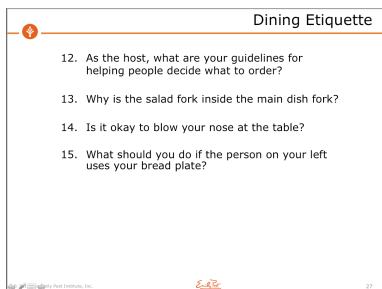 Dining Etiquette
12. As the host, what are your guidelines for
helping people decide what to order?
13. Why is the salad fork inside the main dish fork?
14. Is it okay to blow your nose at the table?
15. What should you do if the person on your left
uses your bread plate?
Post Institute, Inc.
27